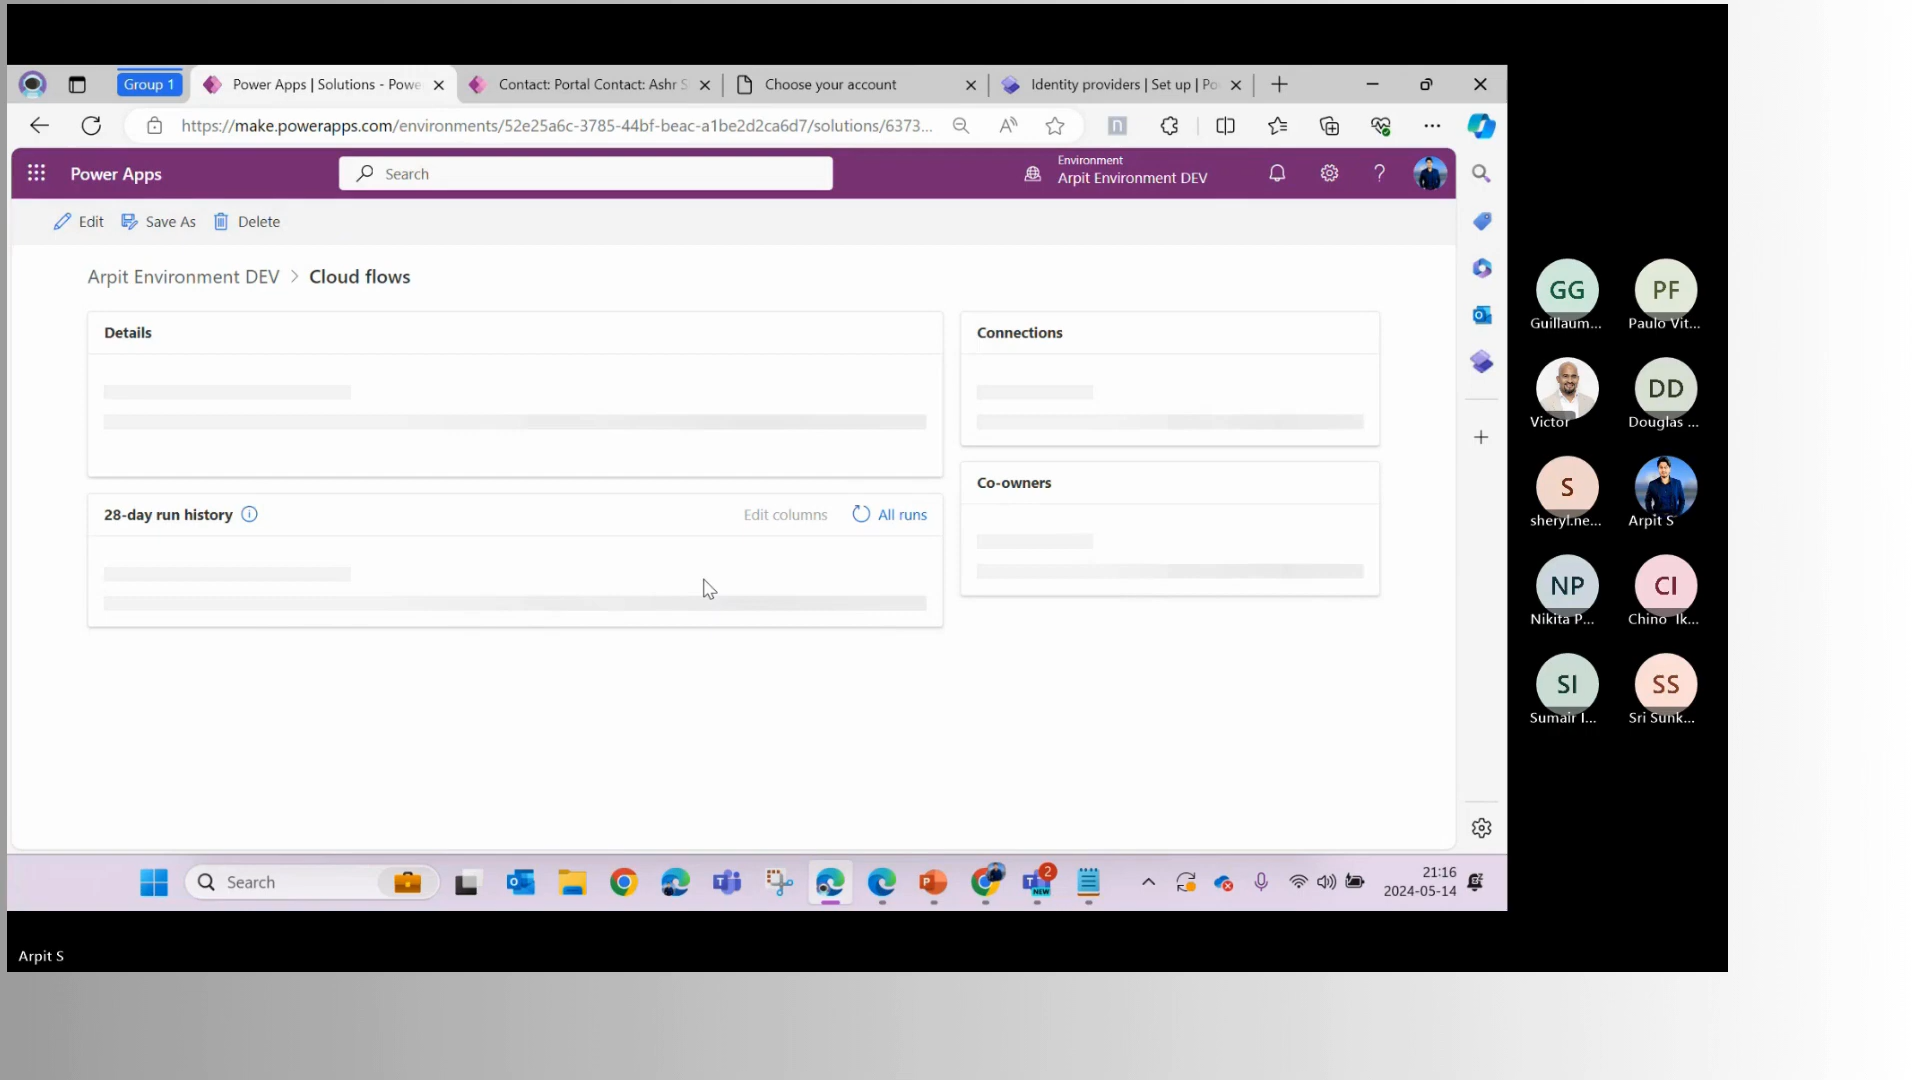 Group 1
Power Apps | Solutions - Powe
Contact: Portal Contact: Ashr S
Choose your account
Identity providers | Set up | Po
https://make.powerapps.com/environments/52e25a6c-3785-44bf-beac-a1be2d2ca6d7/solutions/6373...
Power Apps
Search
Environment
Arpit Environment DEV
Edit
Save As
Delete
Arpit Environment DEV > Cloud flows
Details
Connections
Co-owners
28-day run history
Edit columns
All runs
GG
Guillaum...
PF
Paulo Vit...
Victor
DD
Douglas ...
S
sheryl.ne...
Arpit S
NP
Nikita P...
CI
Chino Ik...
SI
Sumair I...
SS
Sri Sunk...
Search
2
NEW
21:16
2024-05-14
Arpit S